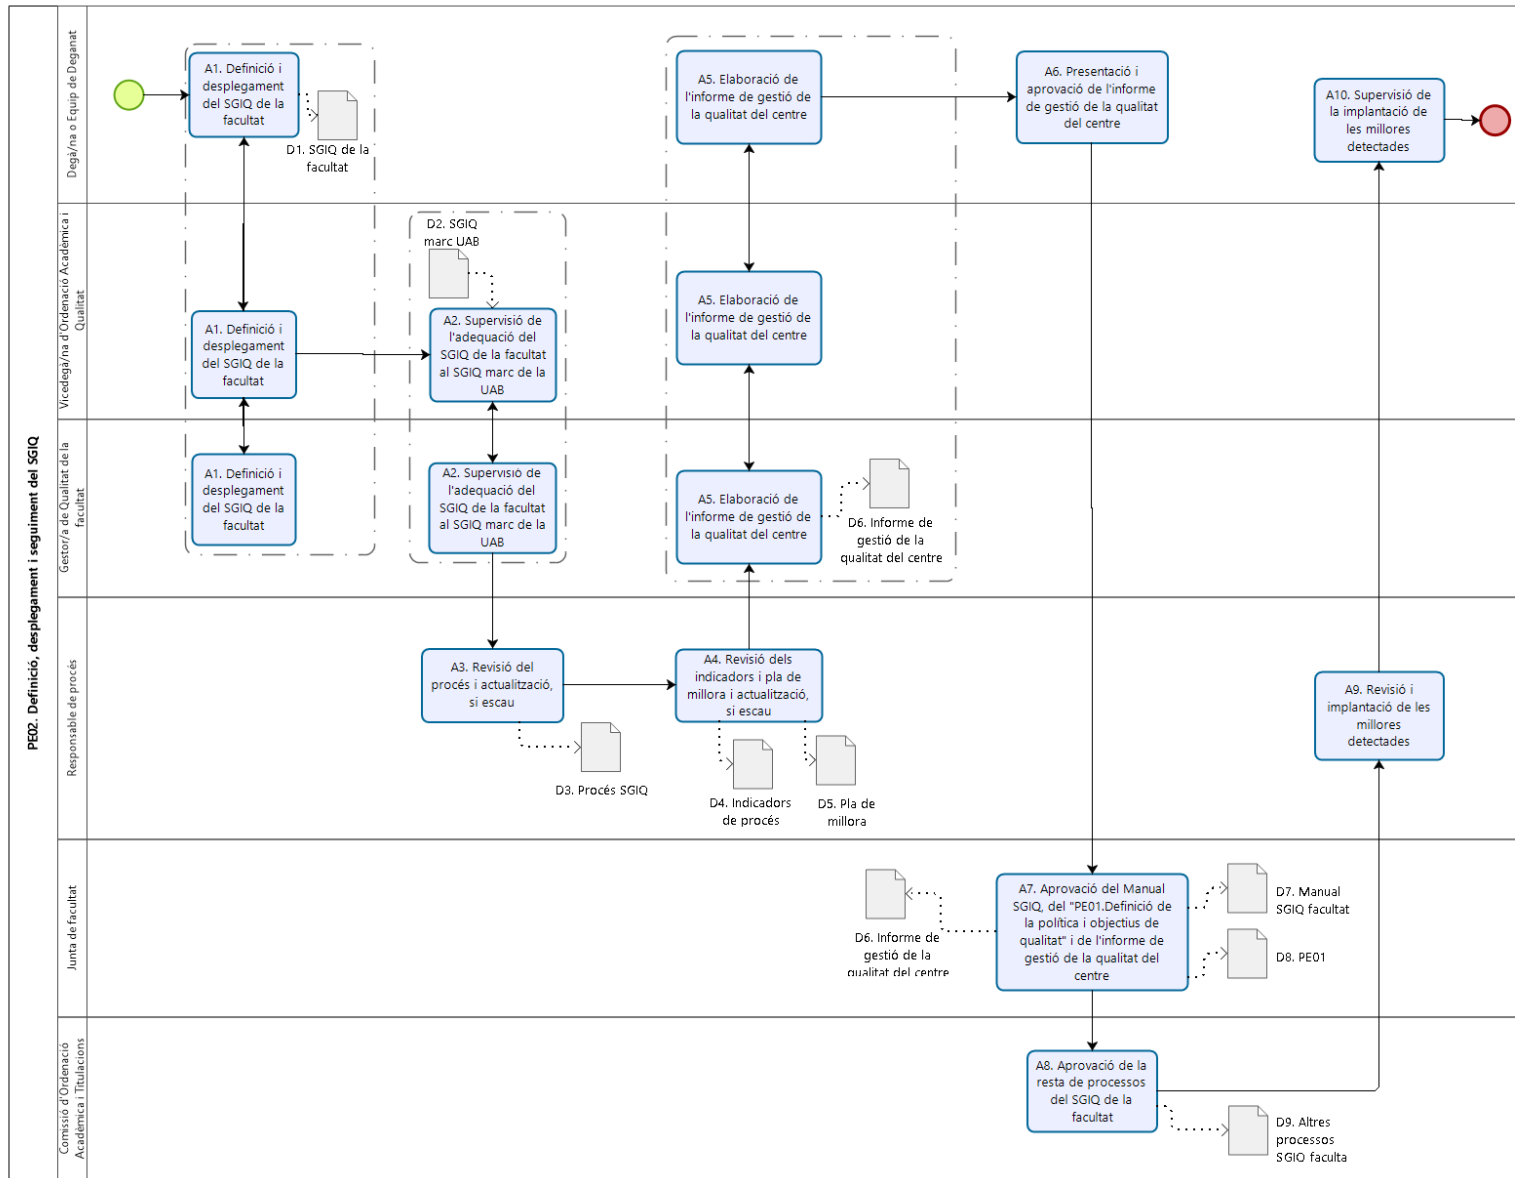 PE02. Definició, desplegament i seguiment del SGIQ
Degà/na o Equip de Deganat
A1. Definició i
desplegament
del SGIQ de la
facultat
D1. SGIQ de la
facultat
A5. Elaboració de
l'informe de gestió de
la qualitat del centre
A6. Presentació i
aprovació de l'informe
de gestió de la qualitat
del centre
A10. Supervisió de
la implantació de
les millores
detectades
Vicedegà/na d'Ordenació Acadèmica i
Qualitat
A1. Definició i
desplegament
del SGIQ de la
facultat
D2. SGIQ
marc UAB
A2. Supervisió de
l'adequació del
SGIQ de la facultat
al SGIQ marc de la
UAB
A5. Elaboració de
l'informe de gestió de
la qualitat del centre
Gestor/a de Qualitat de la
facultat
A1. Definició i
desplegament
del SGIQ de la
facultat
A2. Supervisió de
l'adequació del
SGIQ de la facultat
al SGIQ marc de la
UAB
A5. Elaboració de
l'informe de gestió de
la qualitat del centre
D6. Informe de
gestió de la
qualitat del centre
Responsable de procés
A3. Revisió del
procés i actualització,
si escau
D3. Procés SGIQ
A4. Revisió dels
indicadors i pla de
millora i actualització,
si escau
D4. Indicadors
de procés
D5. Pla de
millora
A9. Revisió i
implantació de les
millores
detectades
Junta de facultat
D6. Informe de
gestió de la
qualitat del centre
A7. Aprovació del Manual
SGIQ, del "PE01.Definició de
la política i objectius de
qualitat" i de l'informe de
gestió de la qualitat del
centre
D7. Manual
SGIQ facultat
D8. PE01
Comissió d'Ordenació
Acadèmica i Titulacions
A8. Aprovació de la
resta de processos
del SGIQ de la
facultat
D9. Altres
processos
SGIQ faculta